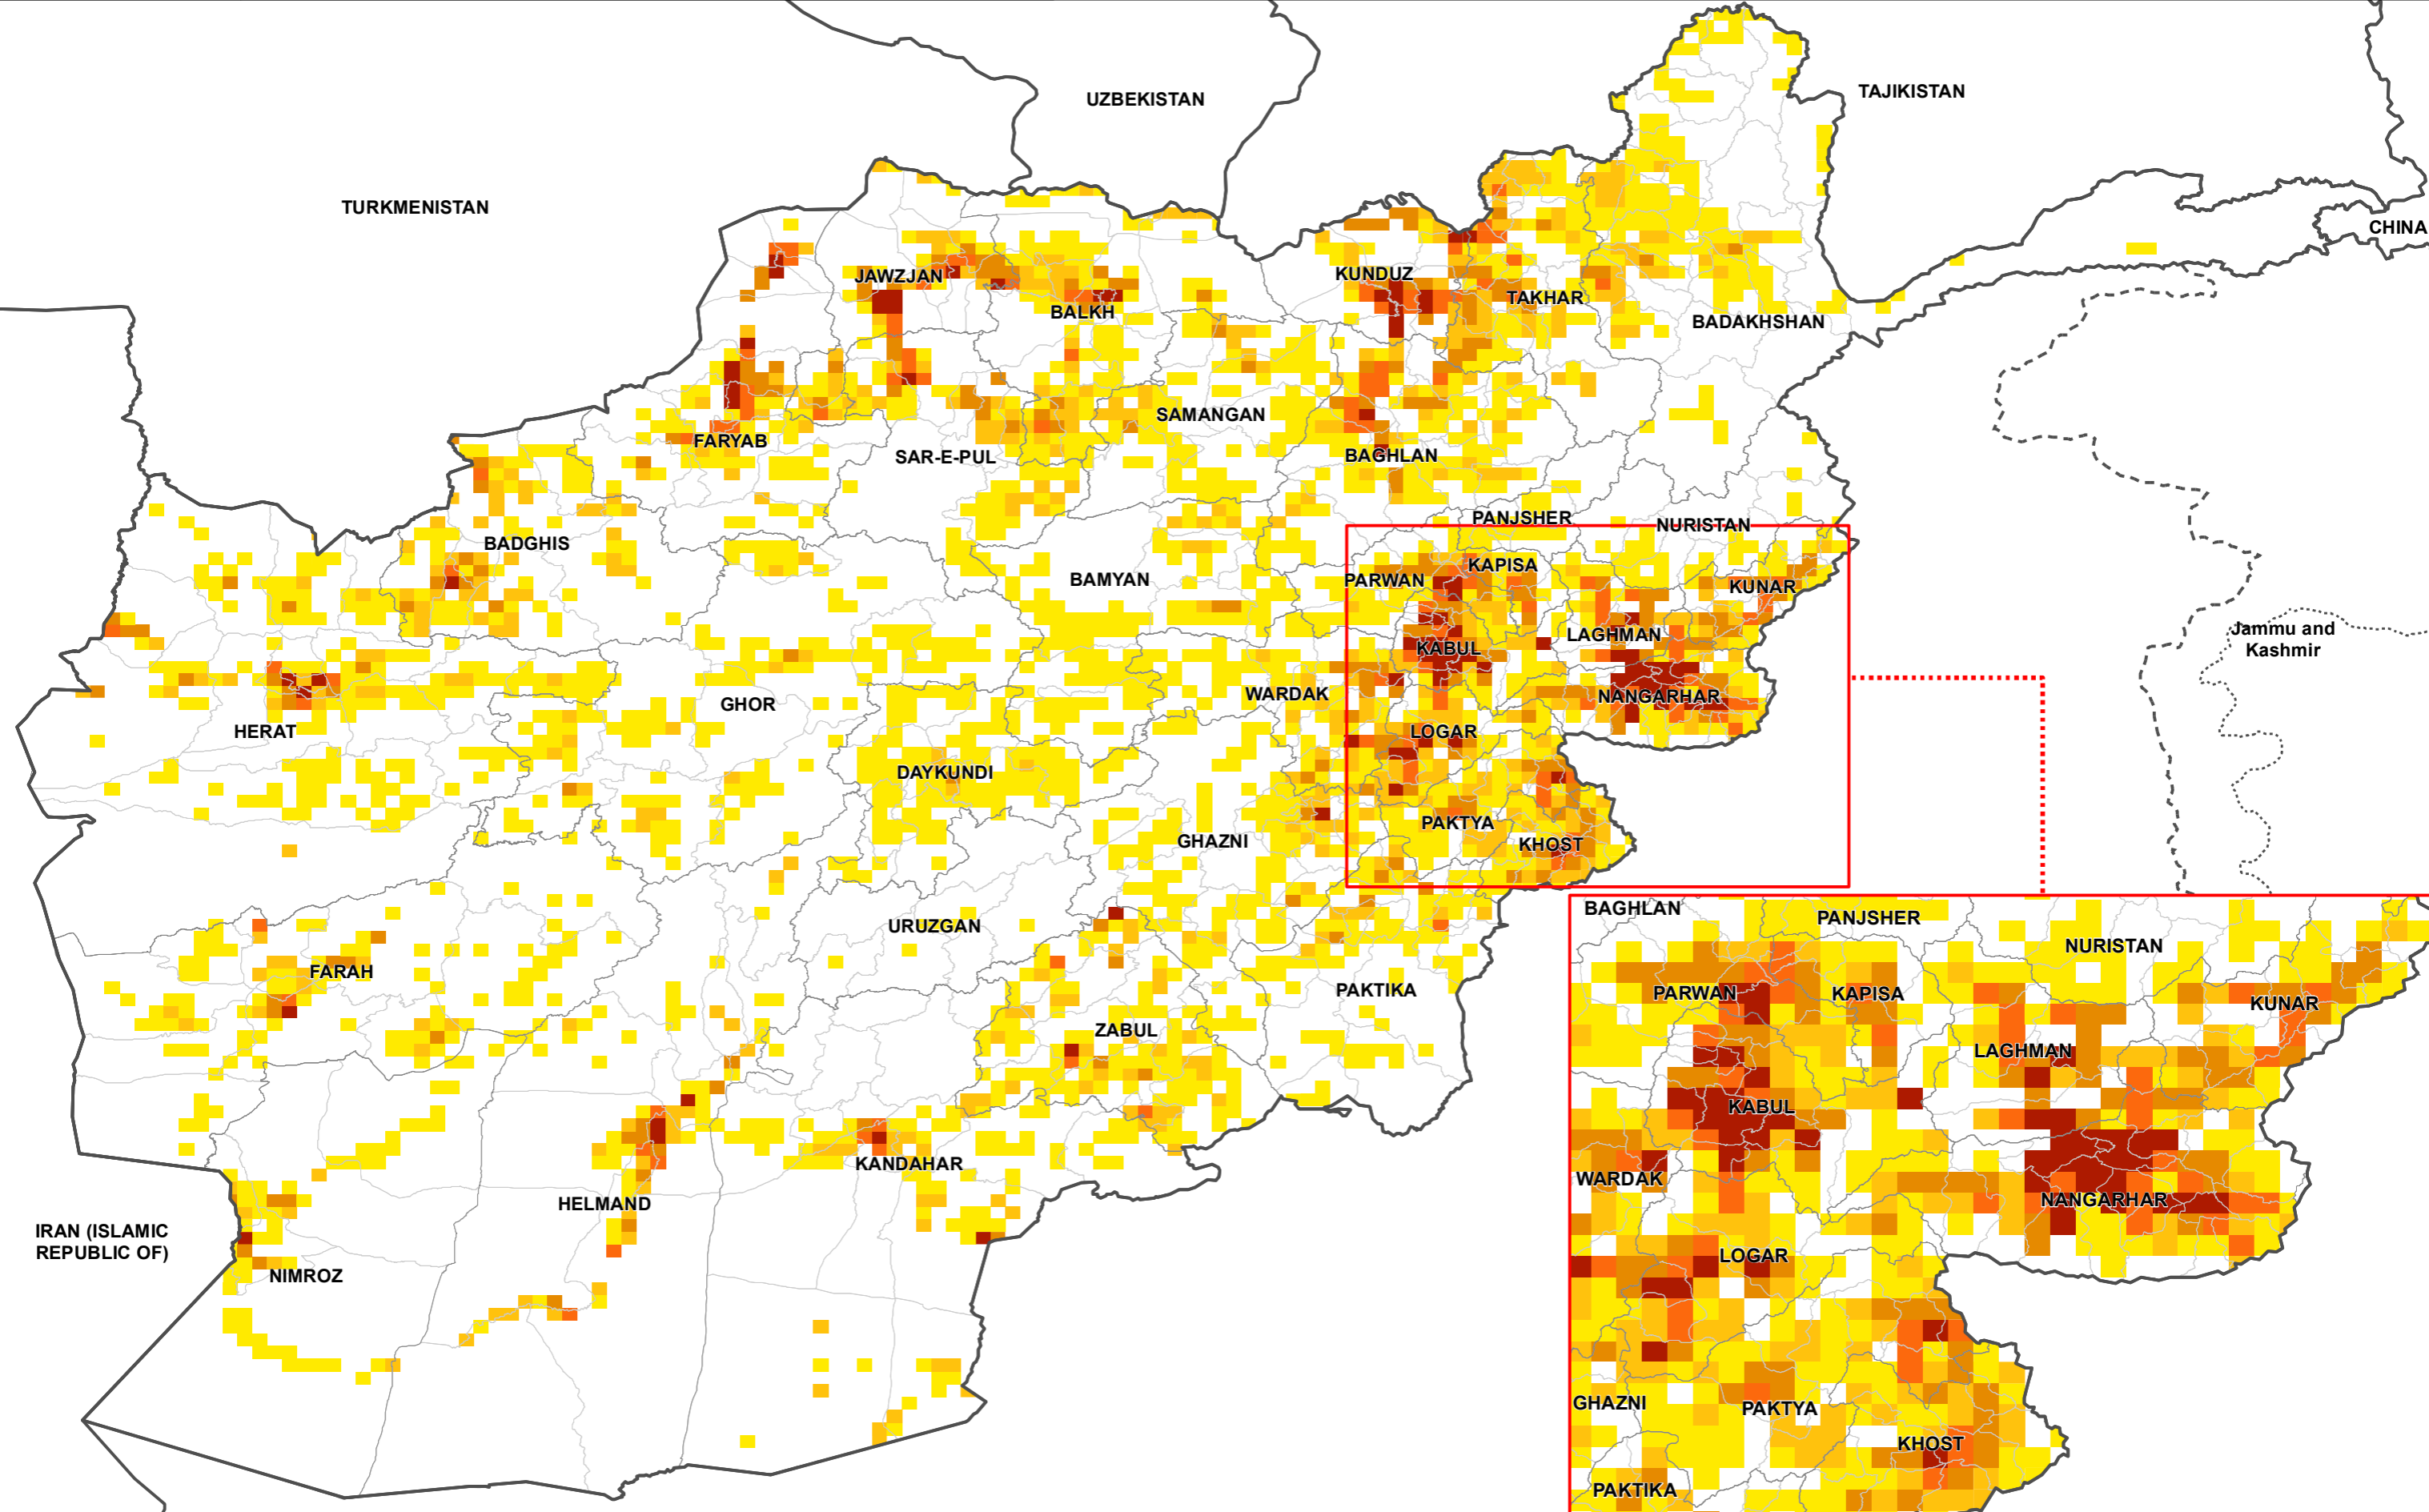 UZBEKISTAN
TAJIKISTAN
TURKMENISTAN
CHINA
JAWZJAN
KUNDUZ
BALKH
TAKHAR
BADAKHSHAN
SAMANGAN
FARYAB
SAR-E-PUL
BAGHLAN
PANJSHER
NURISTAN
BADGHIS
KAPISA
BAMYAN
PARWAN
KUNAR
LAGHMAN
Jammu and
Kashmir
KABUL
WARDAK
NANGARHAR
GHOR
HERAT
LOGAR
DAYKUNDI
PAKTYA
GHAZNI
KHOST
URUZGAN
FARAH
PAKTIKA
ZABUL
KANDAHAR
HELMAND
IRAN (ISLAMIC
REPUBLIC OF)
NIMROZ
BAGHLAN
PANJSHER
NURISTAN
PARWAN
KAPISA
KUNAR
LAGHMAN
KABUL
WARDAK
NANGARHAR
LOGAR
GHAZNI
PAKTYA
KHOST
PAKTIKA